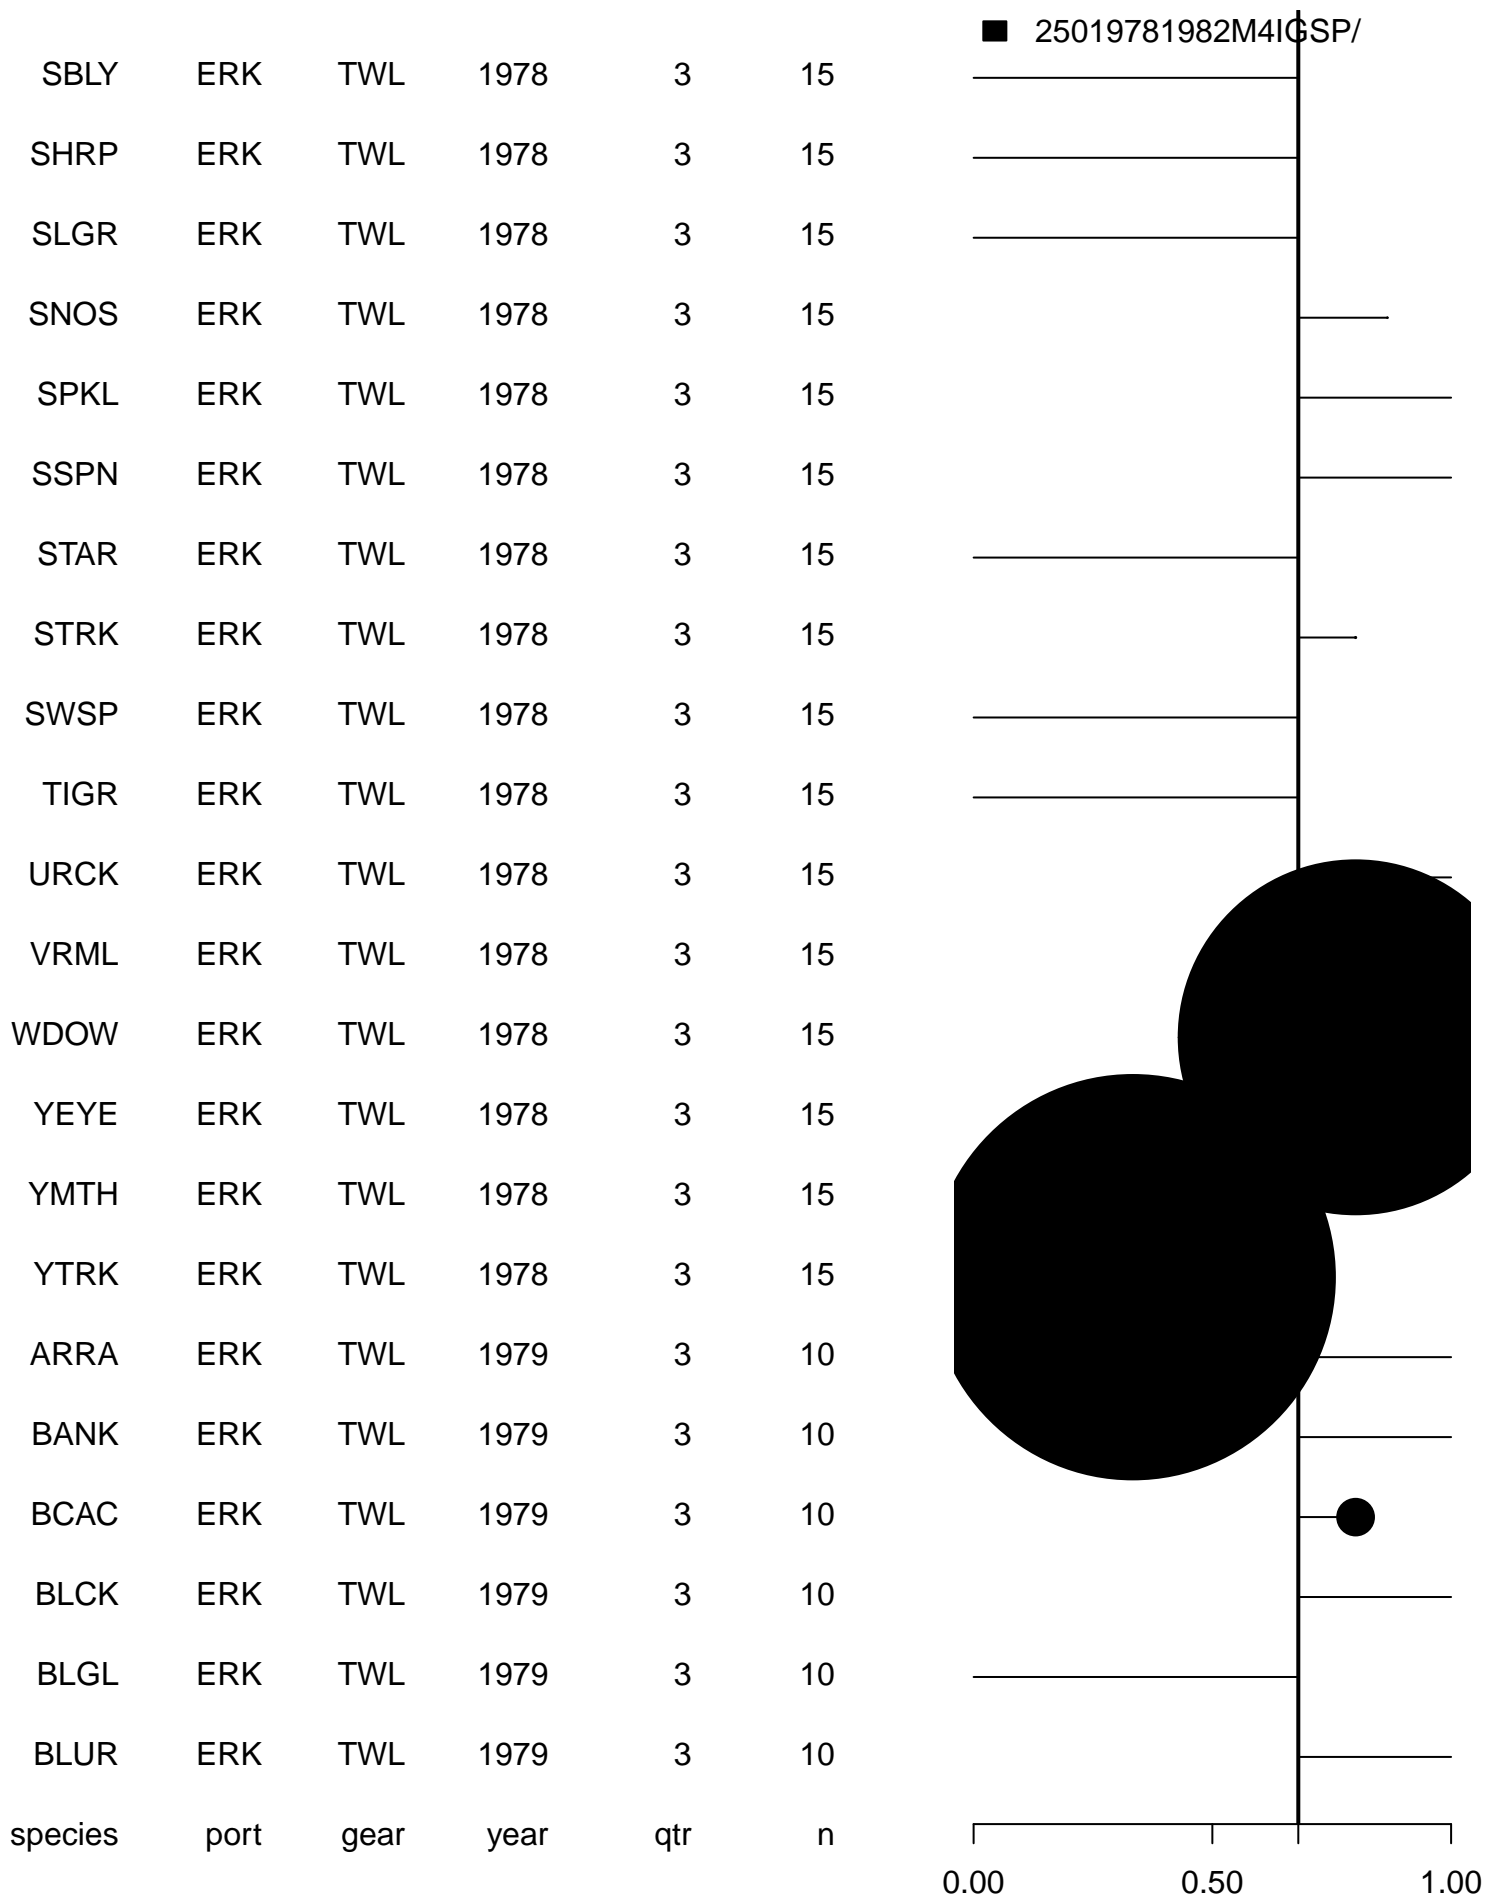 25019781982M4IGSP/
SBLY ERK TWL 1978 3 15
SHRP ERK TWL 1978 3 15
SLGR ERK TWL 1978 3 15
SNOS ERK TWL 1978 3 15
SPKL ERK TWL 1978 3 15
SSPN ERK TWL 1978 3 15
STAR ERK TWL 1978 3 15
STRK ERK TWL 1978 3 15
SWSP ERK TWL 1978 3 15
TIGR ERK TWL 1978 3 15
URCK ERK TWL 1978 3 15
VRML ERK TWL 1978 3 15
WDOW ERK TWL 1978 3 15
YEYE ERK TWL 1978 3 15
YMTH ERK TWL 1978 3 15
YTRK ERK TWL 1978 3 15
ARRA ERK TWL 1979 3 10
BANK ERK TWL 1979 3 10
BCAC ERK TWL 1979 3 10
BLCK ERK TWL 1979 3 10
BLGL ERK TWL 1979 3 10
BLUR ERK TWL 1979 3 10
species port gear year qtr n
0.00 0.50 1.00